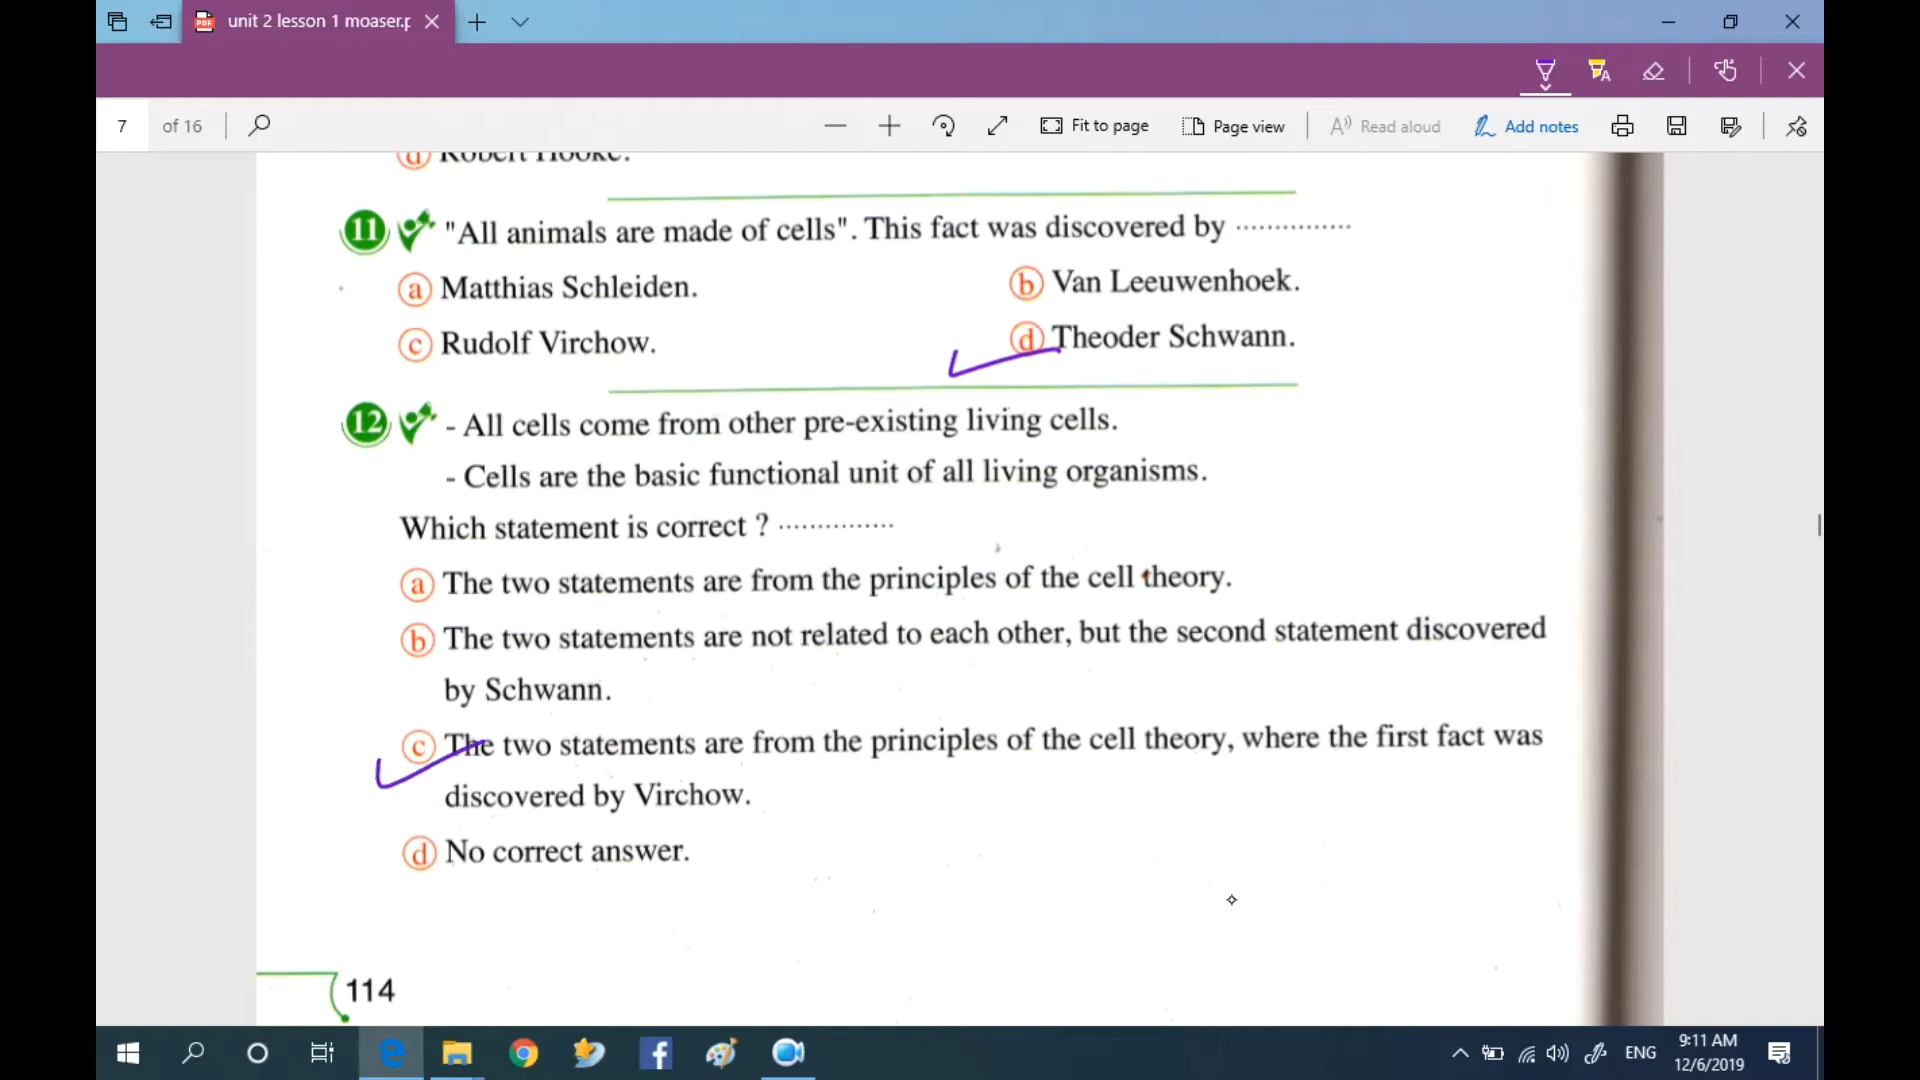 unit 2 lesson 1 moaser.p
7 of 16
Fit to page Page view Read aloud Add notes
d Robert Hooke.
11 "All animals are made of cells". This fact was discovered by ...............
a Matthias Schleiden. b Van Leeuwenhoek.
c Rudolf Virchow. d Theoder Schwann.
12 - All cells come from other pre-existing living cells.
- Cells are the basic functional unit of all living organisms.
Which statement is correct ? ...............
a The two statements are from the principles of the cell theory.
b The two statements are not related to each other, but the second statement discovered
by Schwann.
c The two statements are from the principles of the cell theory, where the first fact was
discovered by Virchow.
d No correct answer.
114
ENG 9:11 AM
12/6/2019